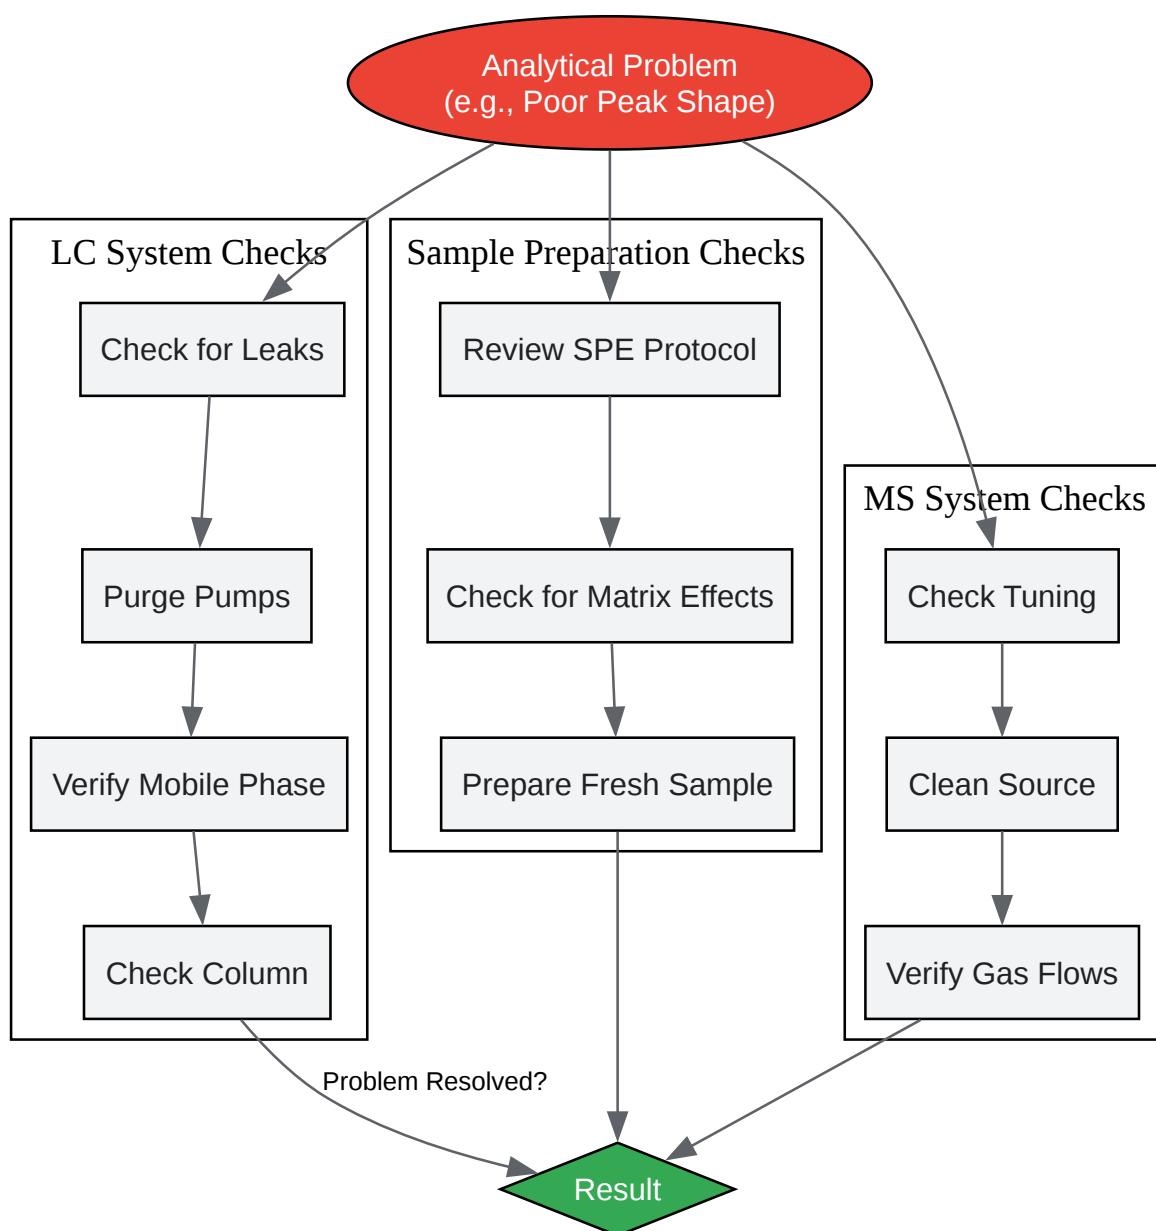 Analytical Problem
(e.g., Poor Peak Shape)
LC System Checks
Check for Leaks
Purge Pumps
Verify Mobile Phase
Check Column
Sample Preparation Checks
Review SPE Protocol
Check for Matrix Effects
Prepare Fresh Sample
MS System Checks
Check Tuning
Clean Source
Verify Gas Flows
Problem Resolved?
Result